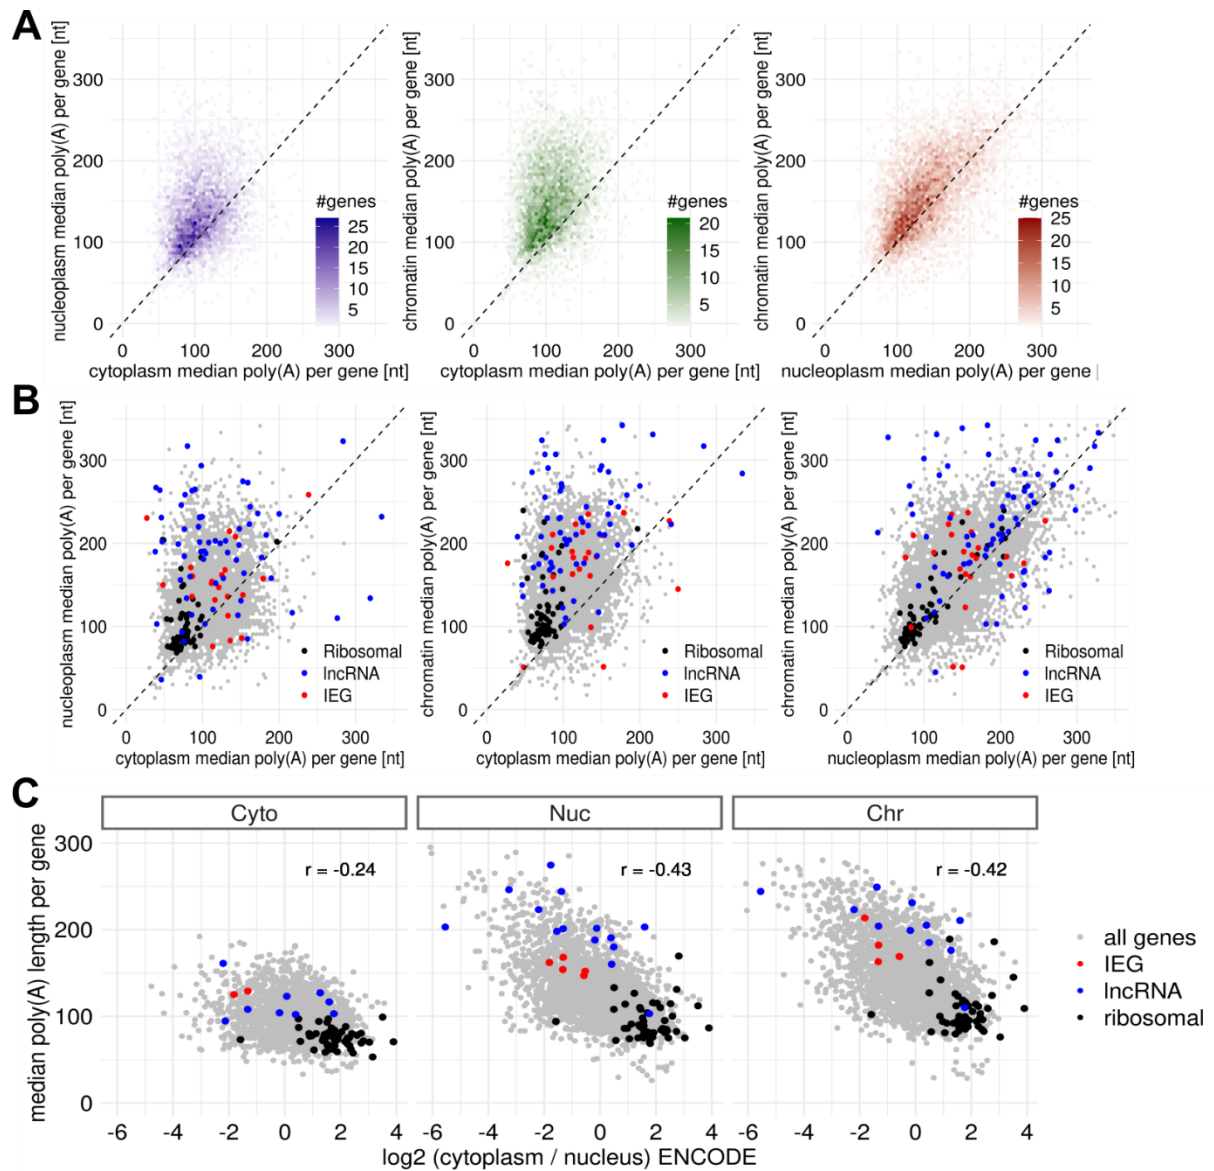 A
nucleoplasm median poly(A) per gene [nt]
300
200
100
0
0 100 200 300
cytoplasm median poly(A) per gene [nt]
#genes
25
20
15
10
5
chromatin median poly(A) per gene [nt]
300
200
100
0
0 100 200 300
cytoplasm median poly(A) per gene [nt]
#genes
20
15
10
5
chromatin median poly(A) per gene [nt]
300
200
100
0
0 100 200 300
nucleoplasm median poly(A) per gene
#genes
25
20
15
10
5
B
nucleoplasm median poly(A) per gene [nt]
300
200
100
0
0 100 200 300
cytoplasm median poly(A) per gene [nt]
Ribosomal
lncRNA
IEG
chromatin median poly(A) per gene [nt]
300
200
100
0
0 100 200 300
cytoplasm median poly(A) per gene [nt]
Ribosomal
lncRNA
IEG
chromatin median poly(A) per gene [nt]
300
200
100
0
0 100 200 300
nucleoplasm median poly(A) per gene [nt]
Ribosomal
lncRNA
IEG
C
Cyto
Nuc
Chr
median poly(A) length per gene
300
200
100
0
r = -0.24
r = -0.43
r = -0.42
-6 -4 -2 0 2 4
-6 -4 -2 0 2 4
-6 -4 -2 0 2 4
log2 (cytoplasm / nucleus) ENCODE
all genes
IEG
lncRNA
ribosomal